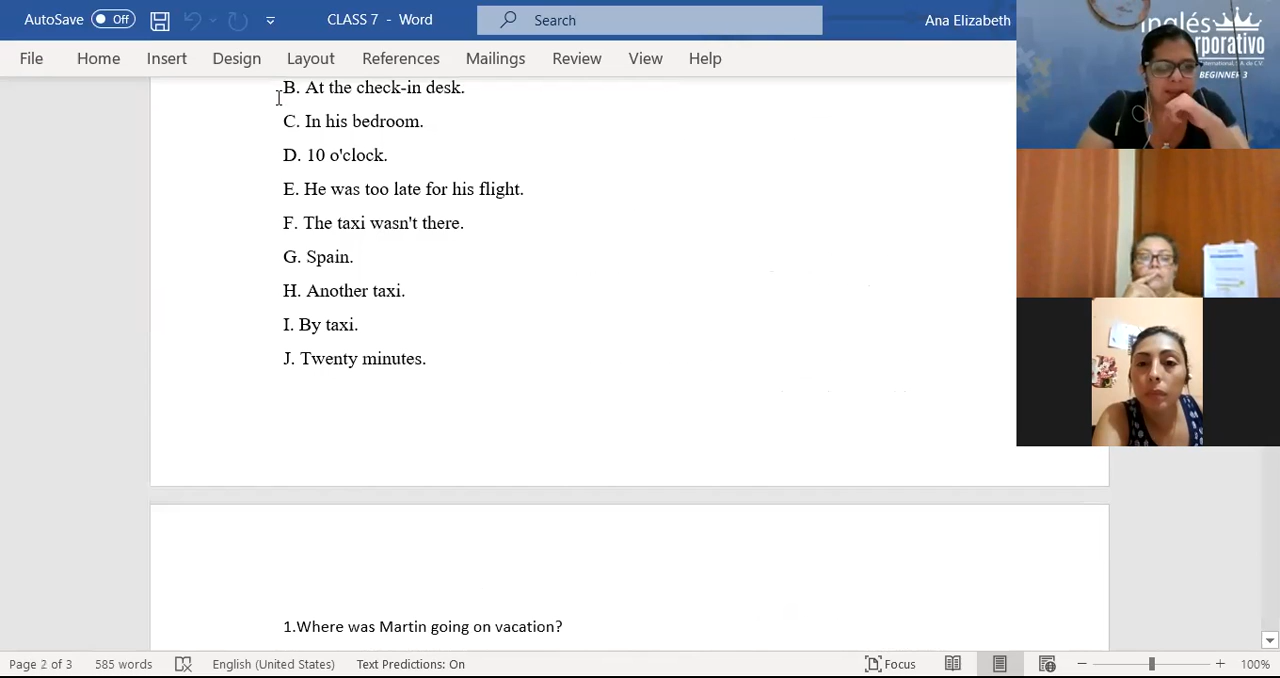 AutoSave Off CLASS 7 - Word Search Ana Elizabeth
File Home Insert Design Layout References Mailings Review View Help
inglés
rporativo
International, S.A. de C.V.
BEGINNER 3
B. At the check-in desk.
C. In his bedroom.
D. 10 o'clock.
E. He was too late for his flight.
F. The taxi wasn't there.
G. Spain.
H. Another taxi.
I. By taxi.
J. Twenty minutes.
1.Where was Martin going on vacation?
Page 2 of 3 585 words English (United States) Text Predictions: On Focus 100%